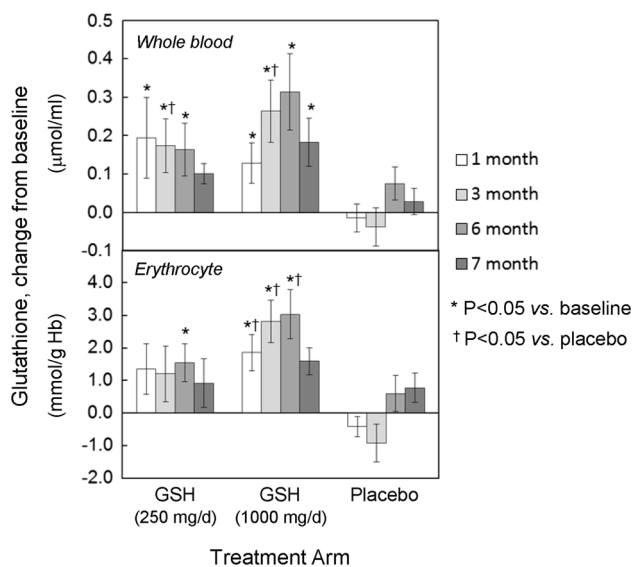 Glutathione, change from baseline
(μmol/ml)
(mmol/g Hb)
0.5
0.4
0.3
0.2
0.1
0.0
-0.1
Whole blood
*
*†
*
*
*†
*
*
4.0
3.0
2.0
1.0
0.0
-1.0
-2.0
Erythrocyte
*
*†
*†
*†
GSH
(250 mg/d)
GSH
(1000 mg/d)
Placebo
Treatment Arm
1 month
3 month
6 month
7 month
* P<0.05 vs. baseline
† P<0.05 vs. placebo